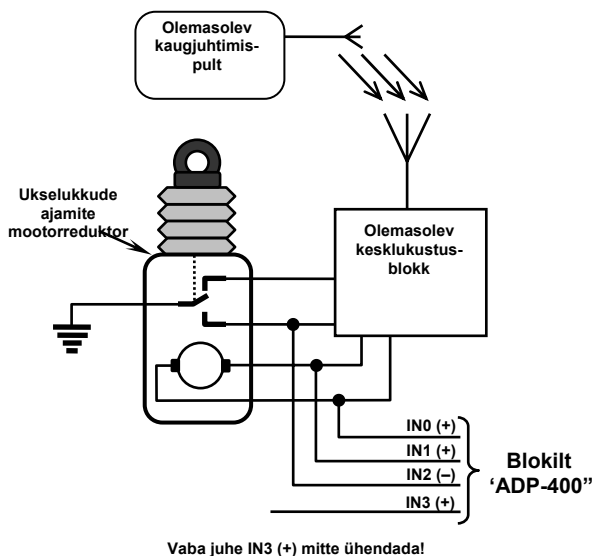 Olemasolev
kaugjuhtimis-
pult
Ukselukkude
ajamite
mootorreduktor
Olemasolev
kesklukustus-
blokk
IN0 (+)
IN1 (+)
IN2 (–)
IN3 (+)
Blokilt
‘ADP-400”
Vaba juhe IN3 (+) mitte ühendada!